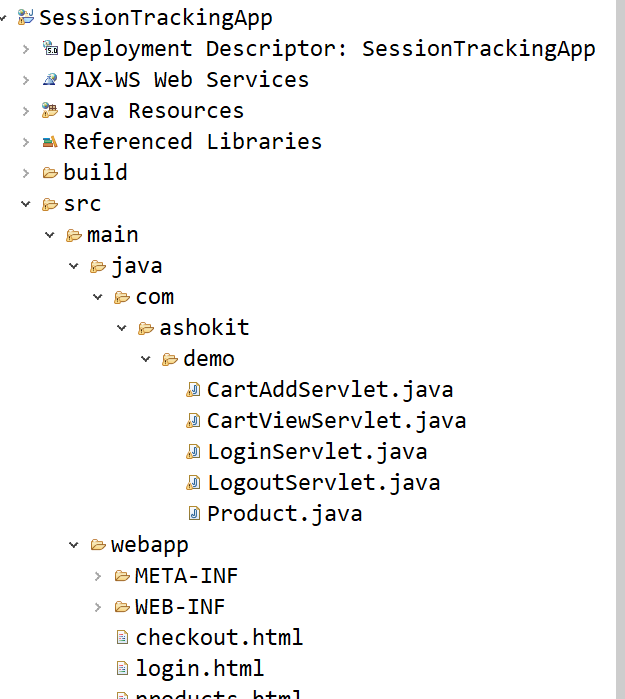 SessionTrackingApp
Deployment Descriptor: SessionTrackingApp
JAX-WS Web Services
Java Resources
Referenced Libraries
build
src
main
java
com
ashokit
demo
CartAddServlet.java
CartViewServlet.java
LoginServlet.java
LogoutServlet.java
Product.java
webapp
META-INF
WEB-INF
checkout.html
login.html
products.html